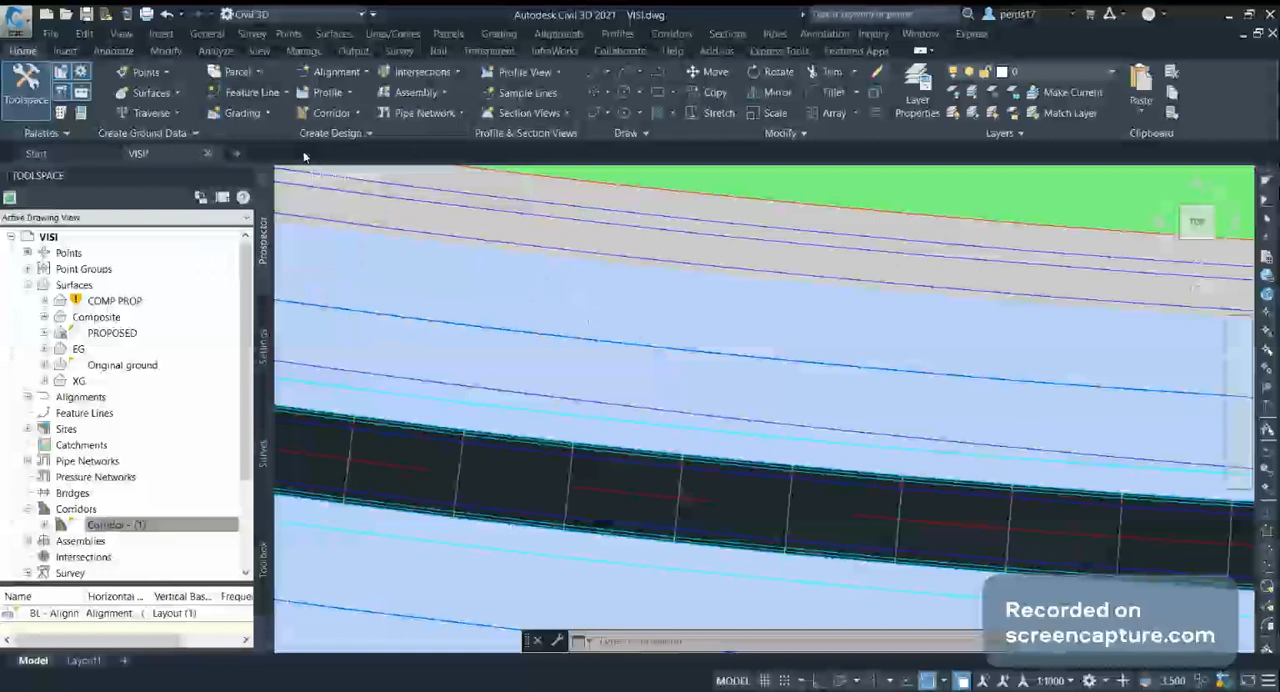 Civil 3D
Autodesk Civil 3D 2021 VISI.dwg
perds17
File Edit View Insert General Survey Points Surfaces Lines/Curves Parcels Grading Alignments Profiles Corridors Sections Pipes Annotation Inquiry Window Express
Home Insert Annotate Modify Analyze View Manage Output Survey Rail Transparent InfraWorks Collaborate Help Add-ins Express Tools Featured Apps
Toolspace
Points
Surfaces
Traverse
Parcel
Feature Line
Grading
Alignment
Profile
Corridor
Intersections
Assembly
Pipe Network
Profile View
Sample Lines
Section Views
Move
Copy
Stretch
Rotate
Mirror
Scale
Trim
Fillet
Array
Layer
Properties
0
Make Current
Match Layer
Paste
Palettes
Create Ground Data
Create Design
Profile & Section Views
Draw
Modify
Layers
Clipboard
Start
VISI*
TOOLSPACE
Active Drawing View
VISI
Points
Point Groups
Surfaces
COMP PROP
Composite
PROPOSED
EG
Original ground
XG
Alignments
Feature Lines
Sites
Catchments
Pipe Networks
Pressure Networks
Bridges
Corridors
Corridor - (1)
Assemblies
Intersections
Survey
Prospector
Settings
Survey
Toolbox
Name Horizontal ... Vertical Bas... Freque
BL - Alignn Alignment - ( Layout (1)
TOP
Recorded on
screencapture.com
Model Layout1 +
MODEL 1:1000 3.500